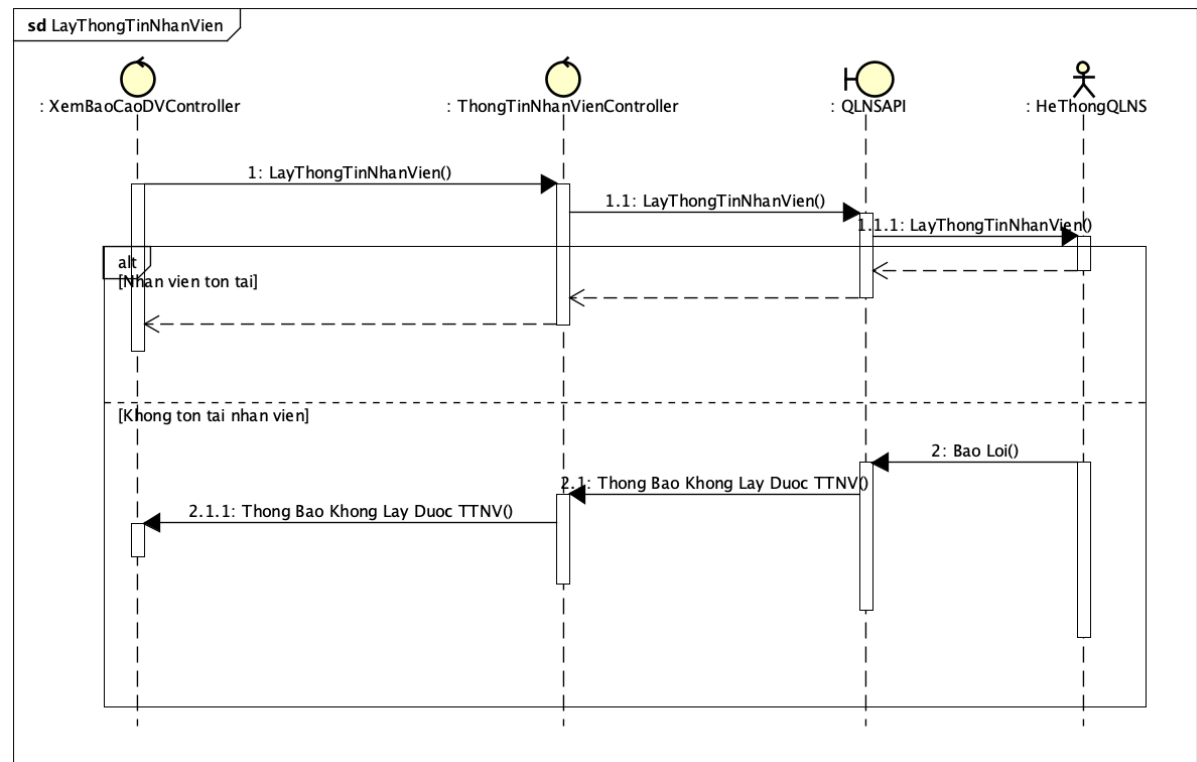 sd LayThongTinNhanVien
: XemBaoCaoDVController
: ThongTinNhanVienController
: QLNSAPI
: HeThongQLNS
1: LayThongTinNhanVien()
1.1: LayThongTinNhanVien()
1.1.1: LayThongTinNhanVien()
alt
[Nhan vien ton tai]
[Khong ton tai nhan vien]
2: Bao Loi()
2.1: Thong Bao Khong Lay Duoc TTNV()
2.1.1: Thong Bao Khong Lay Duoc TTNV()